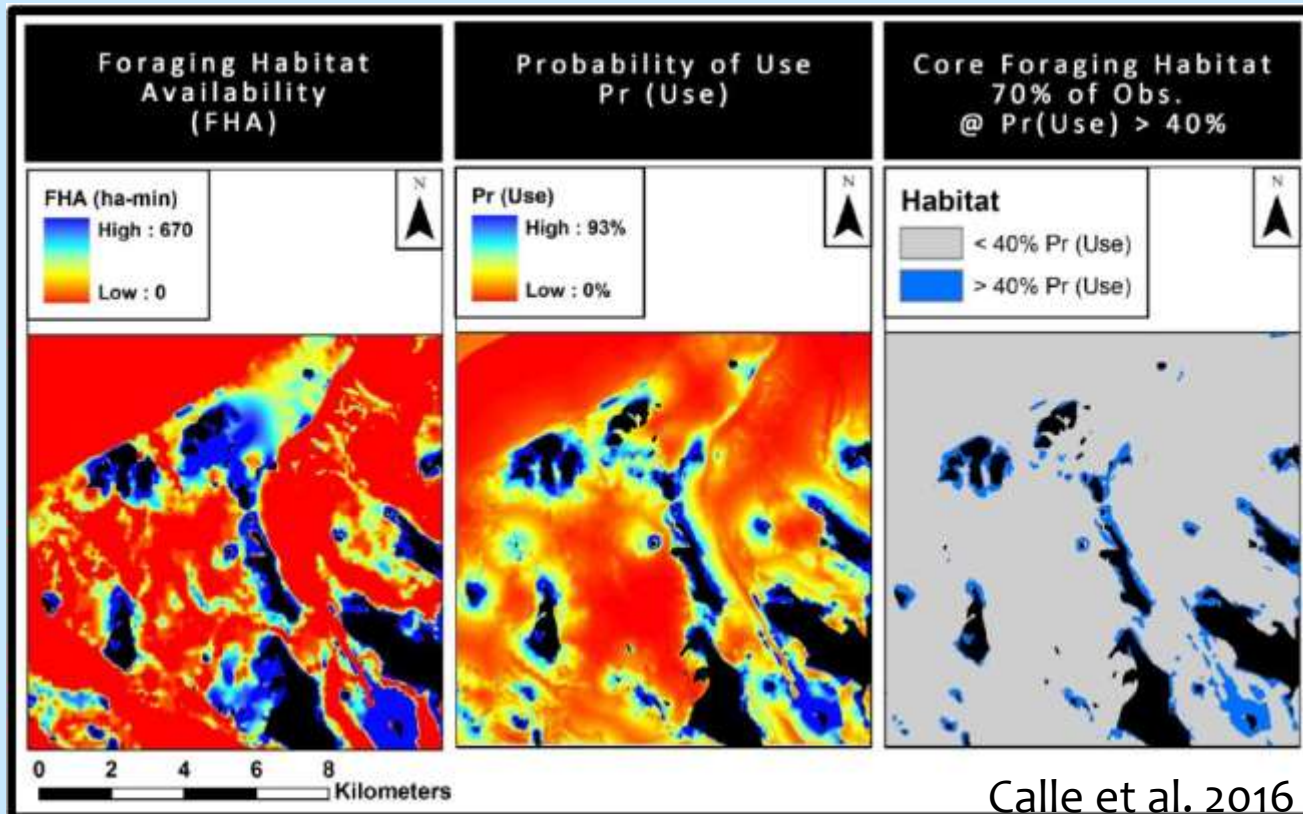 Foraging Habitat
Availability
(FHA)
Probability of Use
Pr (Use)
Core Foraging Habitat
70% of Obs.
@ Pr(Use) > 40%
FHA (ha-min)
High : 670
Low : 0
N
Pr (Use)
High : 93%
Low : 0%
N
Habitat
< 40% Pr (Use)
> 40% Pr (Use)
N
0 2 4 6 8
Kilometers
Calle et al. 2016